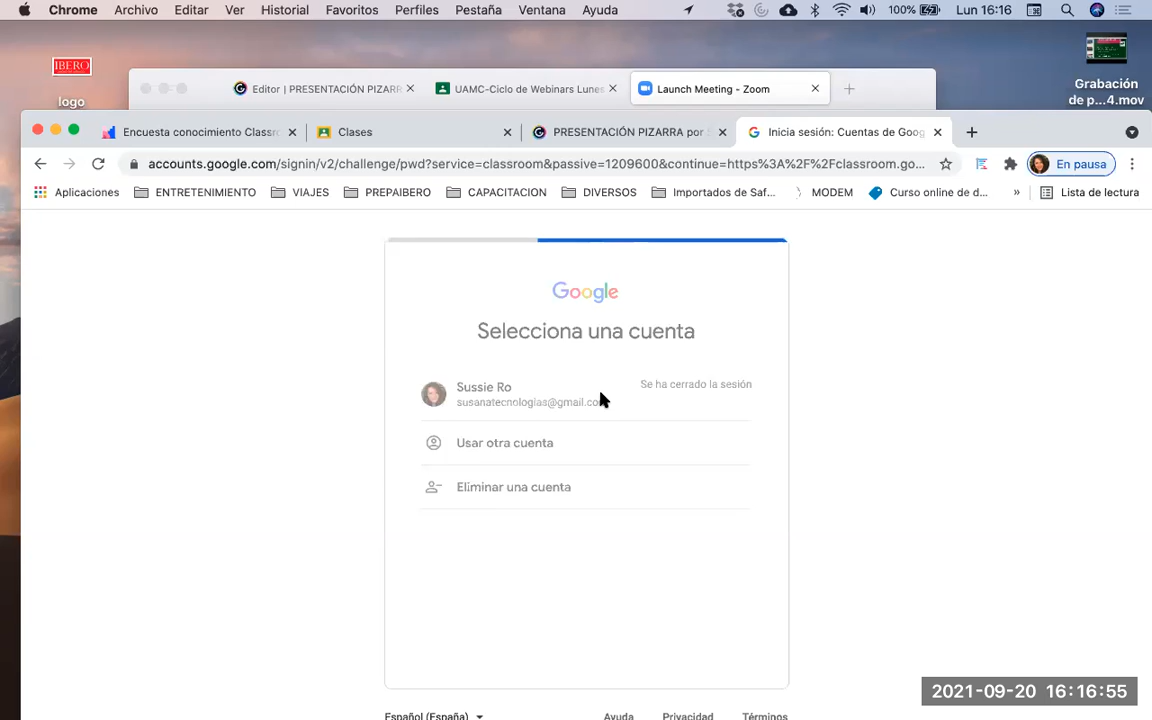 Chrome Archivo Editar Ver Historial Favoritos Perfiles Pestaña Ventana Ayuda 100% Lun 16:16
IBERO
logo
Grabación
de p...4.mov
Editor | PRESENTACIÓN PIZARR UAMC-Ciclo de Webinars Lunes Launch Meeting - Zoom
Encuesta conocimiento Classr Clases PRESENTACIÓN PIZARRA por Inicia sesión: Cuentas de Goog
accounts.google.com/signin/v2/challenge/pwd?service=classroom&passive=1209600&continue=https%3A%2F%2Fclassroom.go... En pausa
Aplicaciones ENTRETENIMIENTO VIAJES PREPAIBERO CAPACITACION DIVERSOS Importados de Saf... MODEM Curso online de d... » Lista de lectura
Google
Selecciona una cuenta
Sussie Ro Se ha cerrado la sesión
susanatecnologias@gmail.co
Usar otra cuenta
Eliminar una cuenta
Español (España) Ayuda Privacidad Términos
2021-09-20 16:16:55